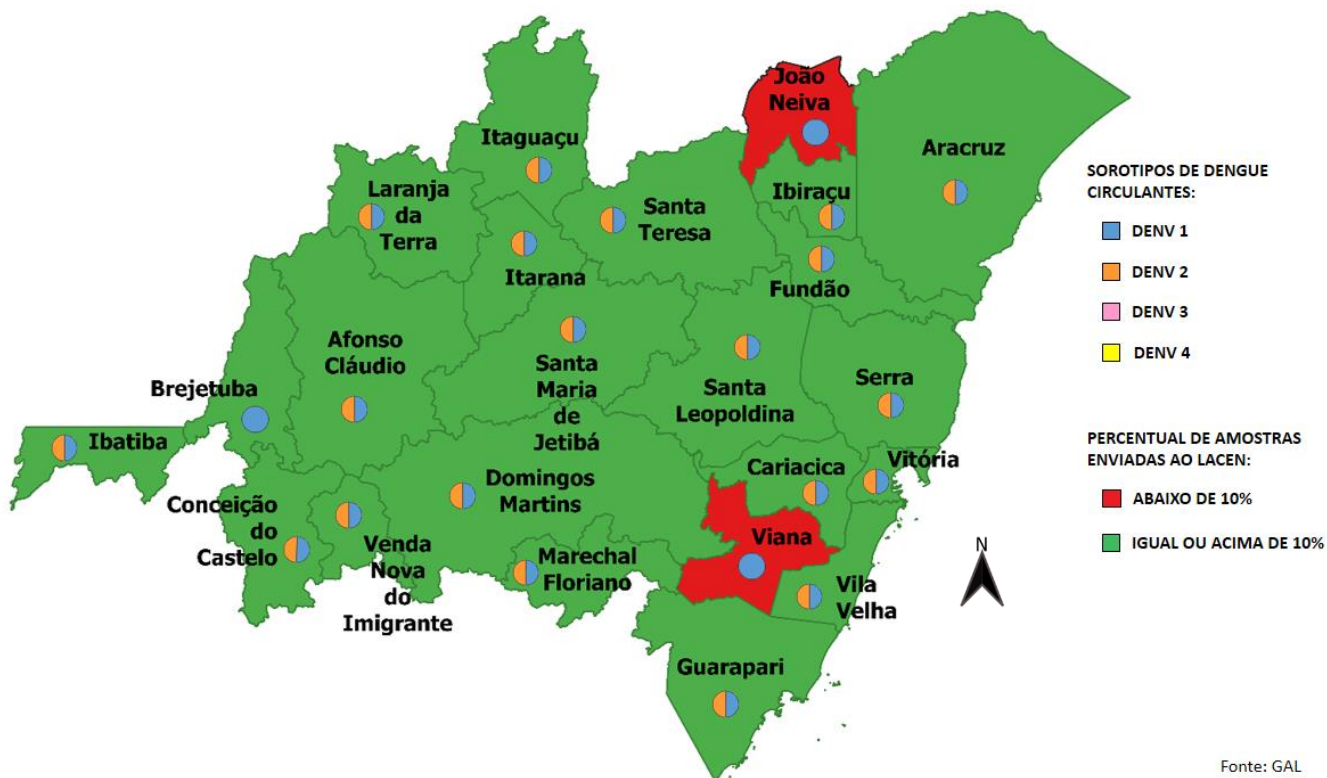 João
Neiva
Itaguaçu
Aracruz
Laranja
da
Terra
Ibiraçu
Santa
Teresa
Itarana
Fundão
Afonso
Cláudio
Santa
Maria
de
Jetibá
Santa
Leopoldina
Serra
Brejetuba
Ibatiba
Cariacica
Vitória
Domingos
Martins
Conceição
do
Castelo
Venda
Nova
do
Imigrante
Marechal
Floriano
Viana
Vila
Velha
Guarapari
SOROTIPOS DE DENGUE
CIRCULANTES:
DENV 1
DENV 2
DENV 3
DENV 4
PERCENTUAL DE AMOSTRAS
ENVIADAS AO LACEN:
ABAIXO DE 10%
IGUAL OU ACIMA DE 10%
N
Fonte: GAL